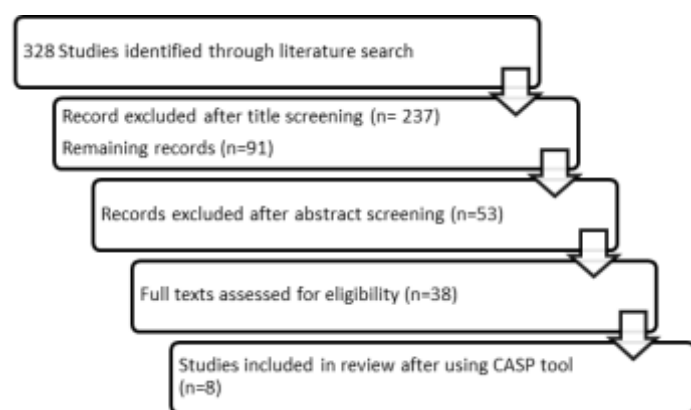 328 Studies identified through literature search
Record excluded after title screening (n= 237)
Remaining records (n=91)
Records excluded after abstract screening (n=53)
Full texts assessed for eligibility (n=38)
Studies included in review after using CASP tool
(n=8)